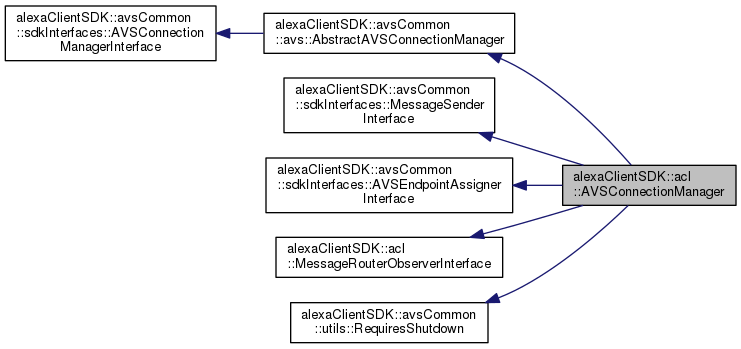 alexaClientSDK::avsCommon
::sdkInterfaces::AVSConnection
ManagerInterface
alexaClientSDK::avsCommon
::avs::AbstractAVSConnectionManager
alexaClientSDK::avsCommon
::sdkInterfaces::MessageSender
Interface
alexaClientSDK::avsCommon
::sdkInterfaces::AVSEndpointAssigner
Interface
alexaClientSDK::acl
::AVSConnectionManager
alexaClientSDK::acl
::MessageRouterObserverInterface
alexaClientSDK::avsCommon
::utils::RequiresShutdown